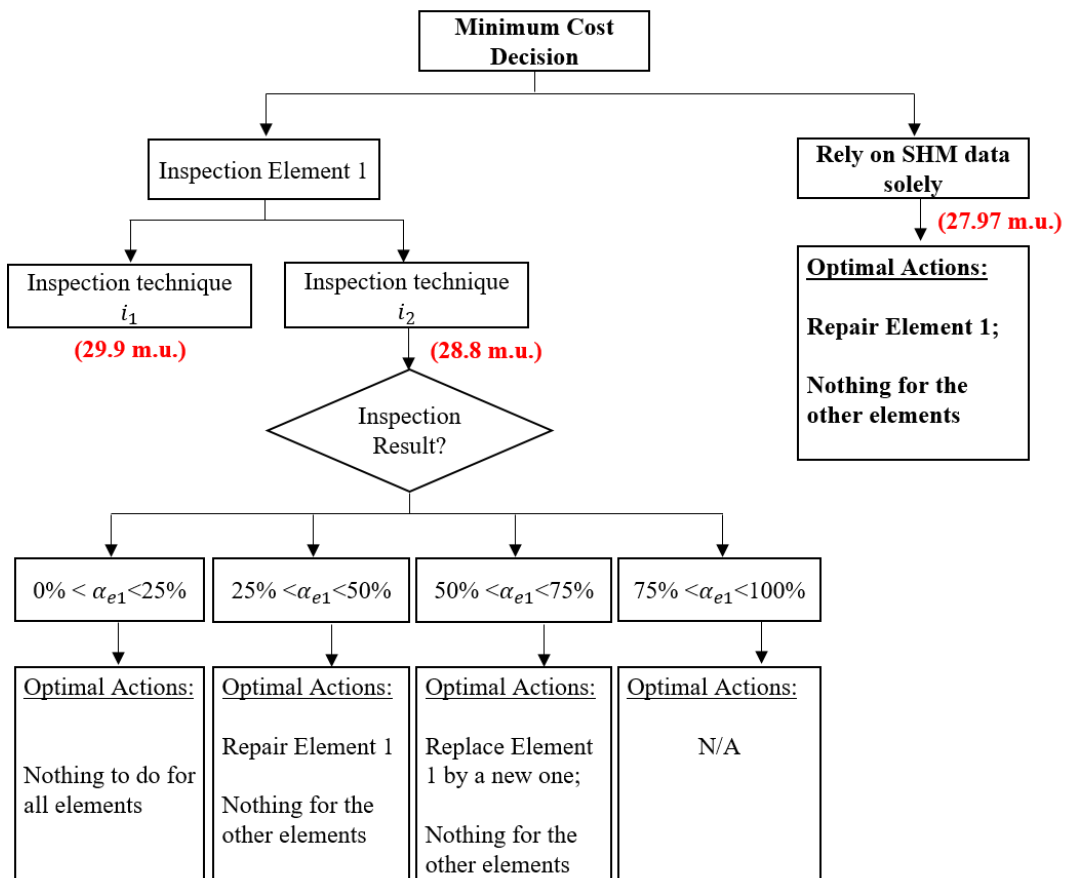 Minimum Cost
Decision
Inspection Element 1
Rely on SHM data
solely
(27.97 m.u.)
Inspection technique
𝑖₁
(29.9 m.u.)
Inspection technique
𝑖₂
(28.8 m.u.)
Optimal Actions:
Repair Element 1;
Nothing for the
other elements
Inspection
Result?
0% < 𝛼ₑ₁<25%
25% <𝛼ₑ₁<50%
50% <𝛼ₑ₁<75%
75% <𝛼ₑ₁<100%
Optimal Actions:
Nothing to do for
all elements
Optimal Actions:
Repair Element 1
Nothing for the
other elements
Optimal Actions:
Replace Element
1 by a new one;
Nothing for the
other elements
Optimal Actions:
N/A